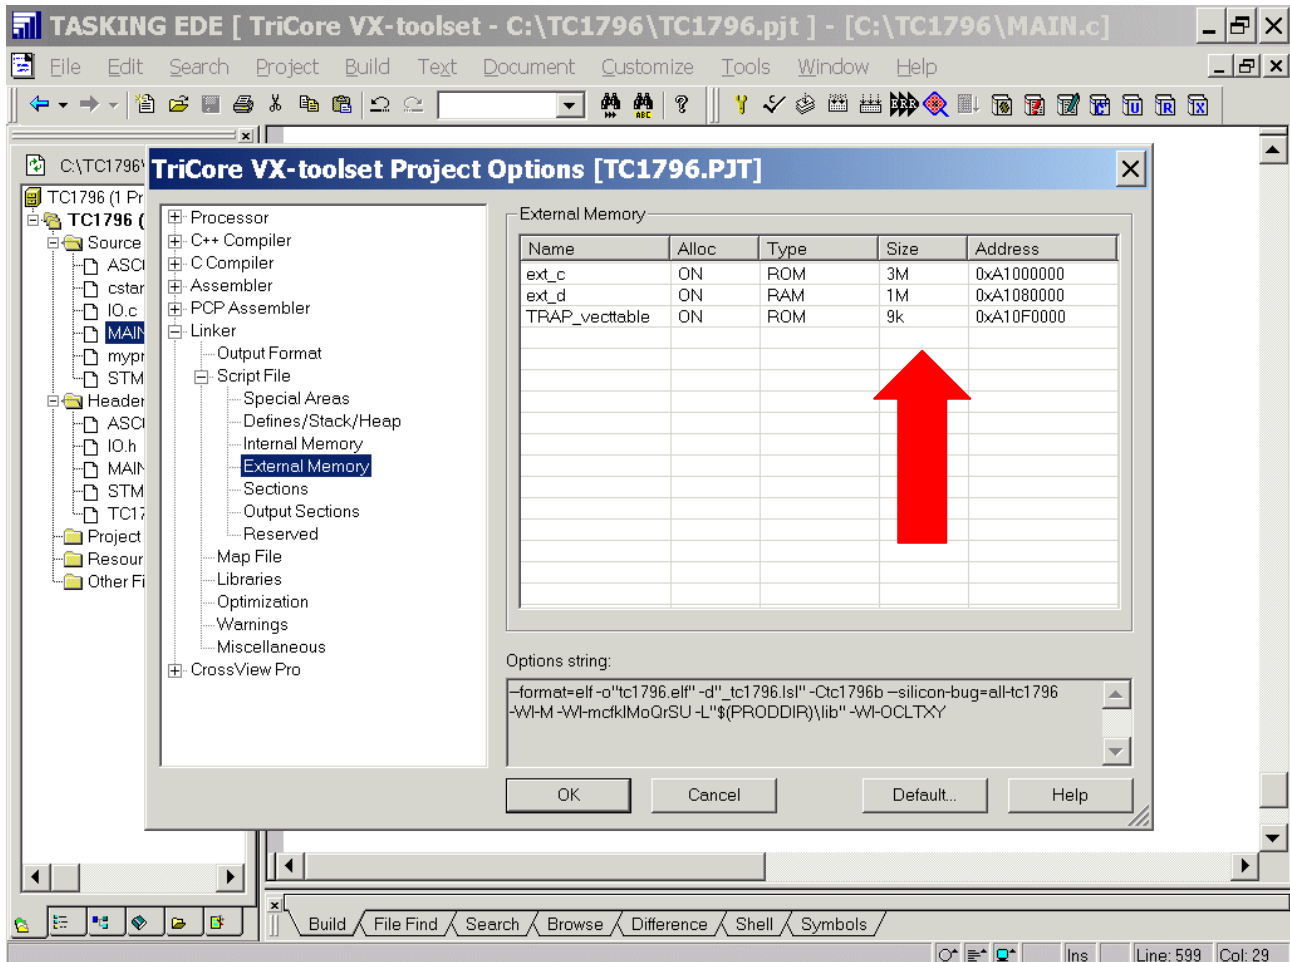 TASKING EDE [ TriCore VX-toolset - C:\TC1796\TC1796.pjt ] - [C:\TC1796\MAIN.c]
File Edit Search Project Build Text Document Customize Tools Window Help
C:\TC1796\
TC1796 (1 Pr
TC1796 (
Source
ASCI
cstar
IO.c
MAIN
mypr
STM
Header
ASCI
IO.h
MAIN
STM
TC17
Project
Resour
Other Fi
TriCore VX-toolset Project Options [TC1796.PJT]
Processor
C++ Compiler
C Compiler
Assembler
PCP Assembler
Linker
Output Format
Script File
Special Areas
Defines/Stack/Heap
Internal Memory
External Memory
Sections
Output Sections
Reserved
Map File
Libraries
Optimization
Warnings
Miscellaneous
CrossView Pro
External Memory
Name Alloc Type Size Address
ext_c ON ROM 3M 0xA1000000
ext_d ON RAM 1M 0xA1080000
TRAP_vecttable ON ROM 9k 0xA10F0000
Options string:
--format=elf -o"tc1796.elf" -d"_tc1796.lsl" -Ctc1796b --silicon-bug=all-tc1796
-Wl-M -Wl-mcfklMoQrSU -L"$(PRODDIR)\lib" -Wl-OCLTXY
OK Cancel Default... Help
Build File Find Search Browse Difference Shell Symbols
Ins Line: 599 Col: 29